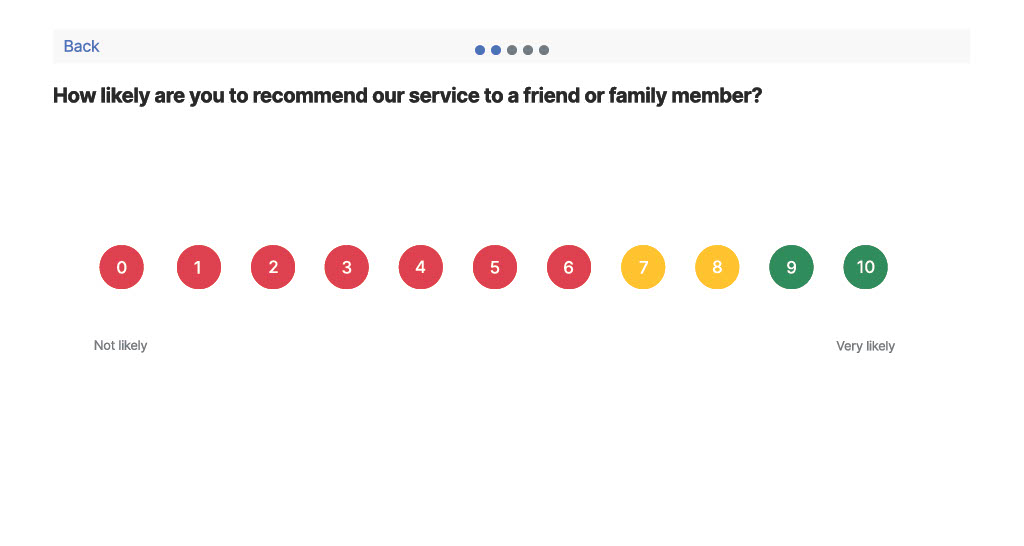 Back
How likely are you to recommend our service to a friend or family member?
0 1 2 3 4 5 6 7 8 9 10
Not likely Very likely